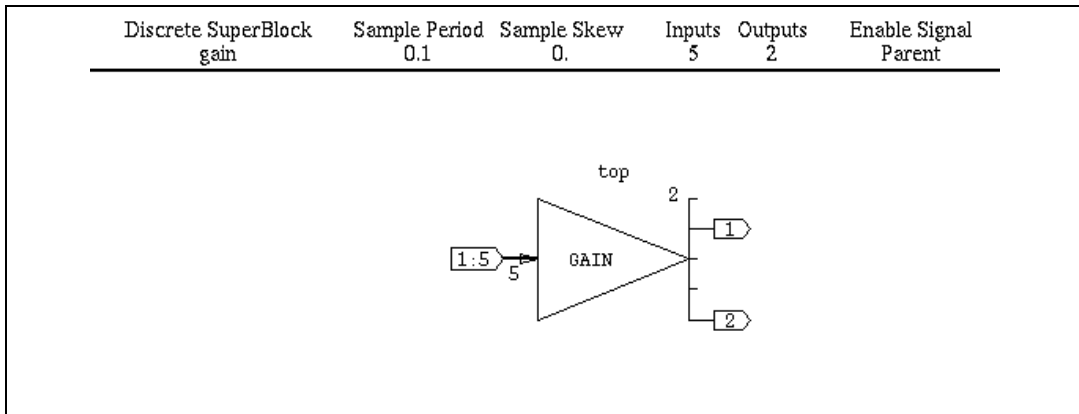 Discrete SuperBlock Sample Period Sample Skew Inputs Outputs Enable Signal
gain 0.1 0. 5 2 Parent
top
2
1
1:5
5
GAIN
2